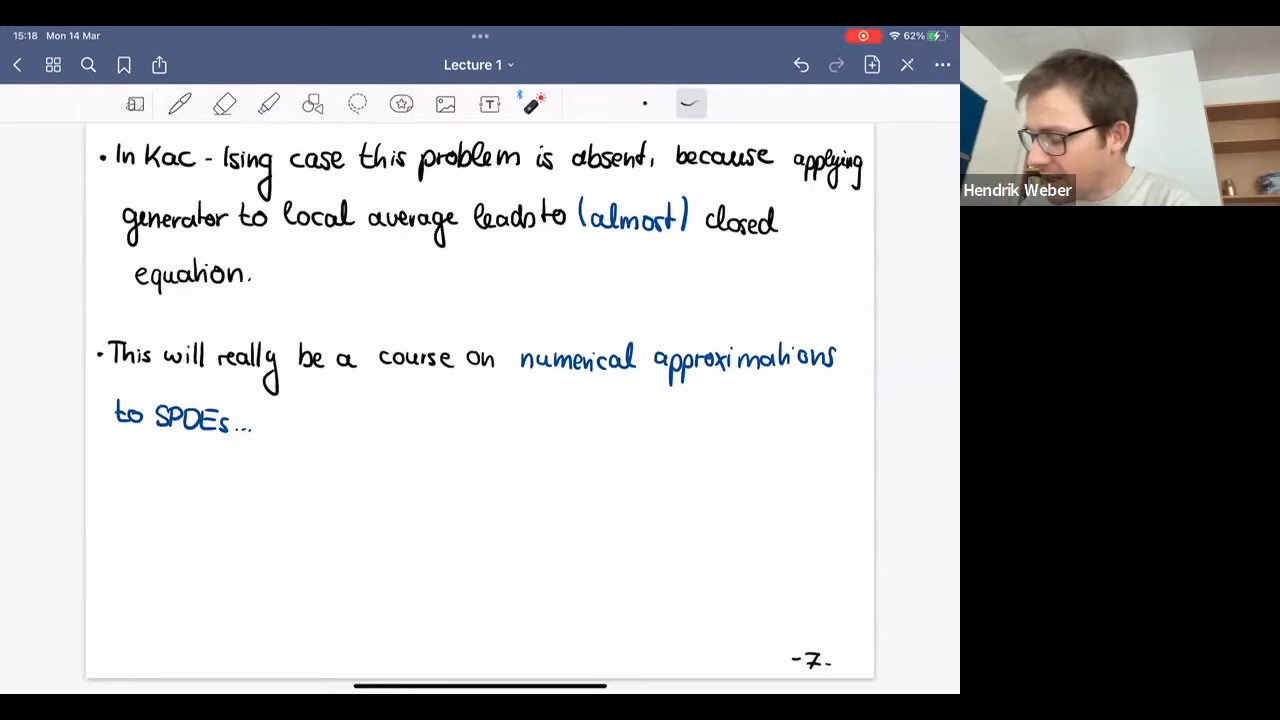 15:18 Mon 14 Mar
62%
Lecture 1
T
• In Kac - Ising case this problem is absent, because applying
generator to local average leads to (almost) closed
equation.
• This will really be a course on numerical approximations
to SPDEs...
-7-
Hendrik Weber